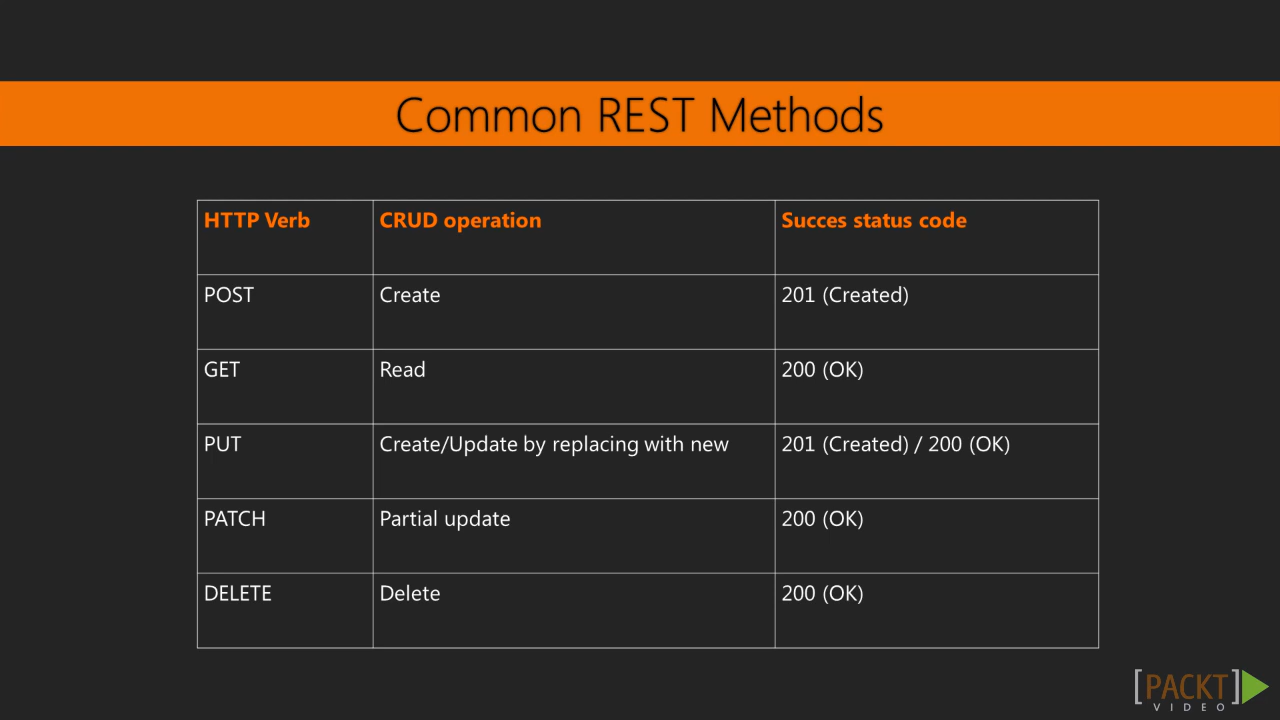 Common REST Methods
HTTP Verb CRUD operation Succes status code
POST Create 201 (Created)
GET Read 200 (OK)
PUT Create/Update by replacing with new 201 (Created) / 200 (OK)
PATCH Partial update 200 (OK)
DELETE Delete 200 (OK)
[PACKT]
VIDEO